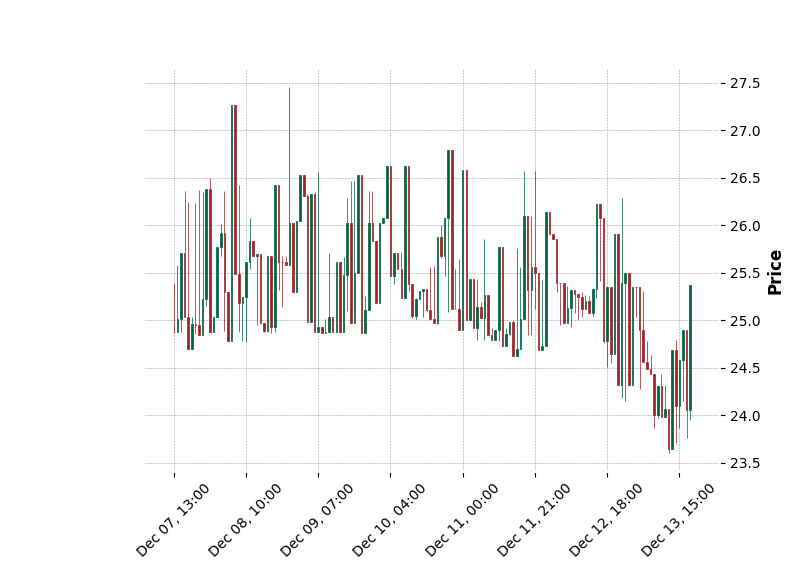 27.5
27.0
26.5
26.0
25.5
25.0
24.5
24.0
23.5
Price
Dec 07, 13:00
Dec 08, 10:00
Dec 09, 07:00
Dec 10, 04:00
Dec 11, 00:00
Dec 11, 21:00
Dec 12, 18:00
Dec 13, 15:00